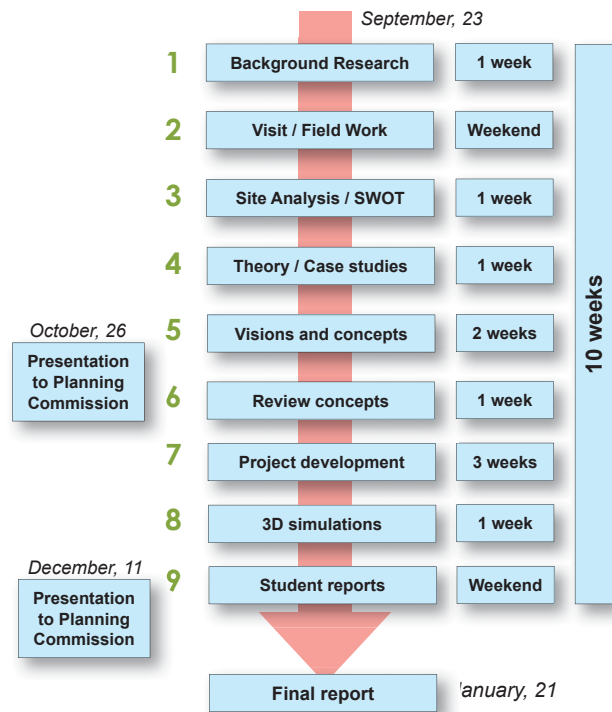 September, 23
1 Background Research 1 week
2 Visit / Field Work Weekend
3 Site Analysis / SWOT 1 week
4 Theory / Case studies 1 week
October, 26
5 Visions and concepts 2 weeks
Presentation
to Planning
Commission
6 Review concepts 1 week
7 Project development 3 weeks
8 3D simulations 1 week
December, 11
9 Student reports Weekend
Presentation
to Planning
Commission
10 weeks
Final report January, 21